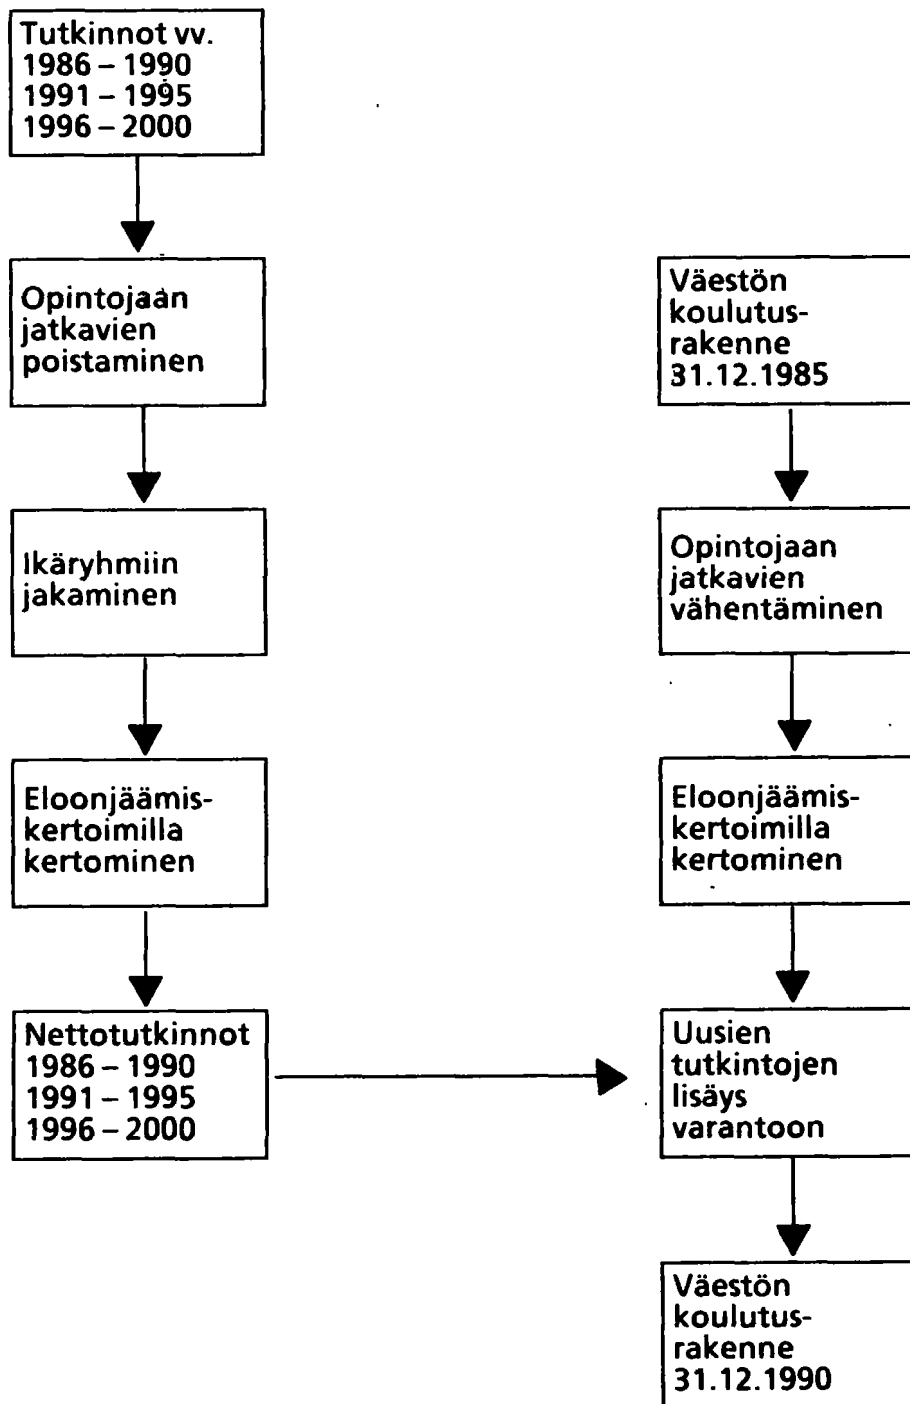 Tutkinnot vv.
1986 – 1990
1991 – 1995
1996 – 2000
Opintojaan
jatkavien
poistaminen
Ikäryhmiin
jakaminen
Eloonjäämis-
kertoimilla
kertominen
Nettotutkinnot
1986 – 1990
1991 – 1995
1996 – 2000
Väestön
koulutus-
rakenne
31.12.1985
Opintojaan
jatkavien
vähentäminen
Eloonjäämis-
kertoimilla
kertominen
Uusien
tutkintojen
lisäys
varantoon
Väestön
koulutus-
rakenne
31.12.1990